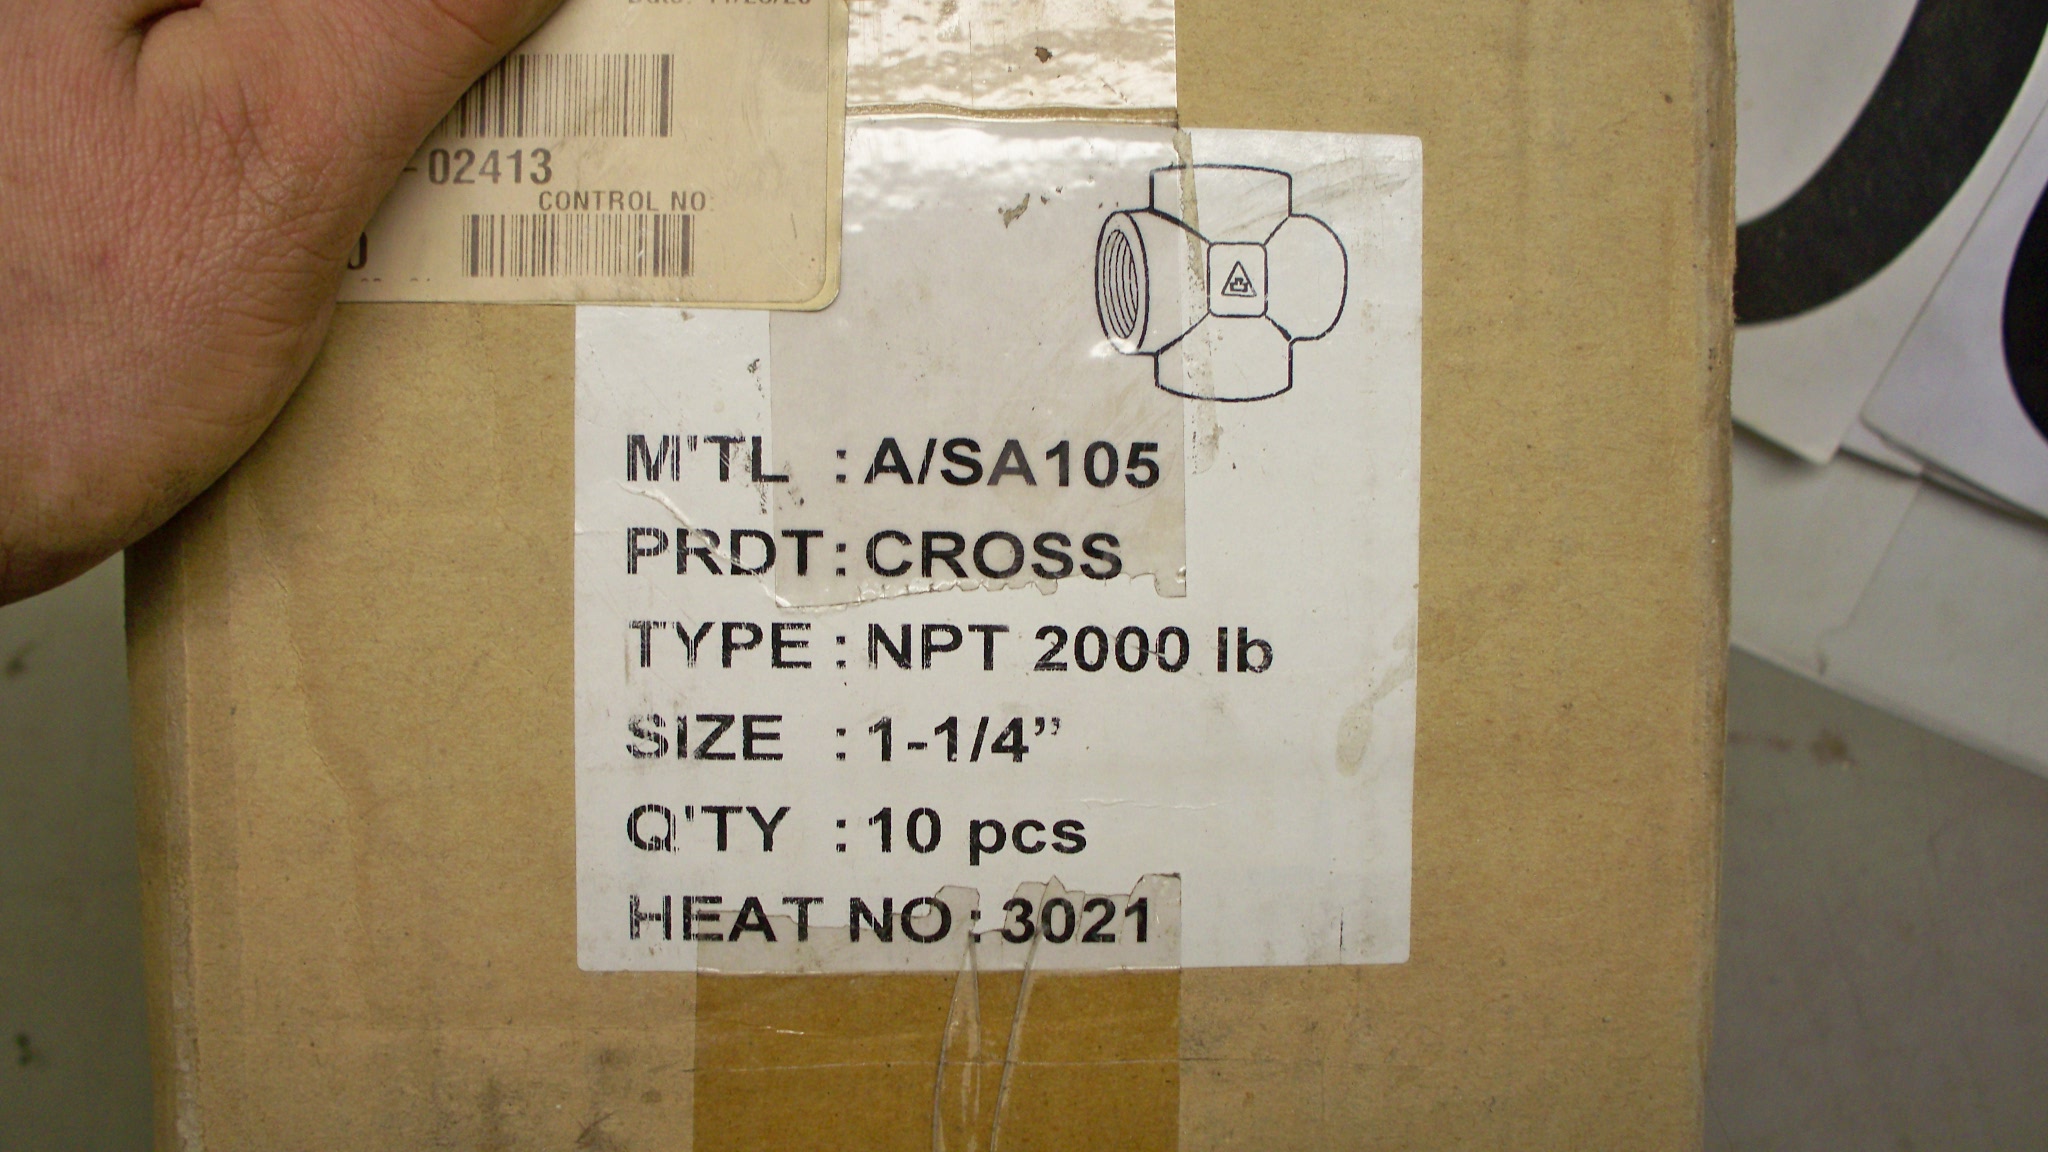 -02413
CONTROL NO:
M'TL : A/SA105
PRDT : CROSS
TYPE : NPT 2000 lb
SIZE : 1-1/4”
Q'TY : 10 pcs
HEAT NO : 3021